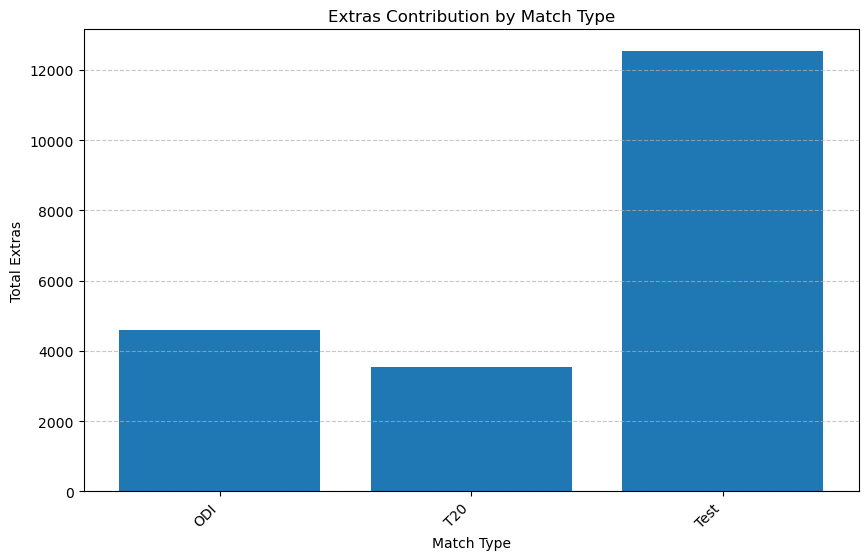 Extras Contribution by Match Type
Total Extras
12000
10000
8000
6000
4000
2000
0
ODI
T20
Test
Match Type